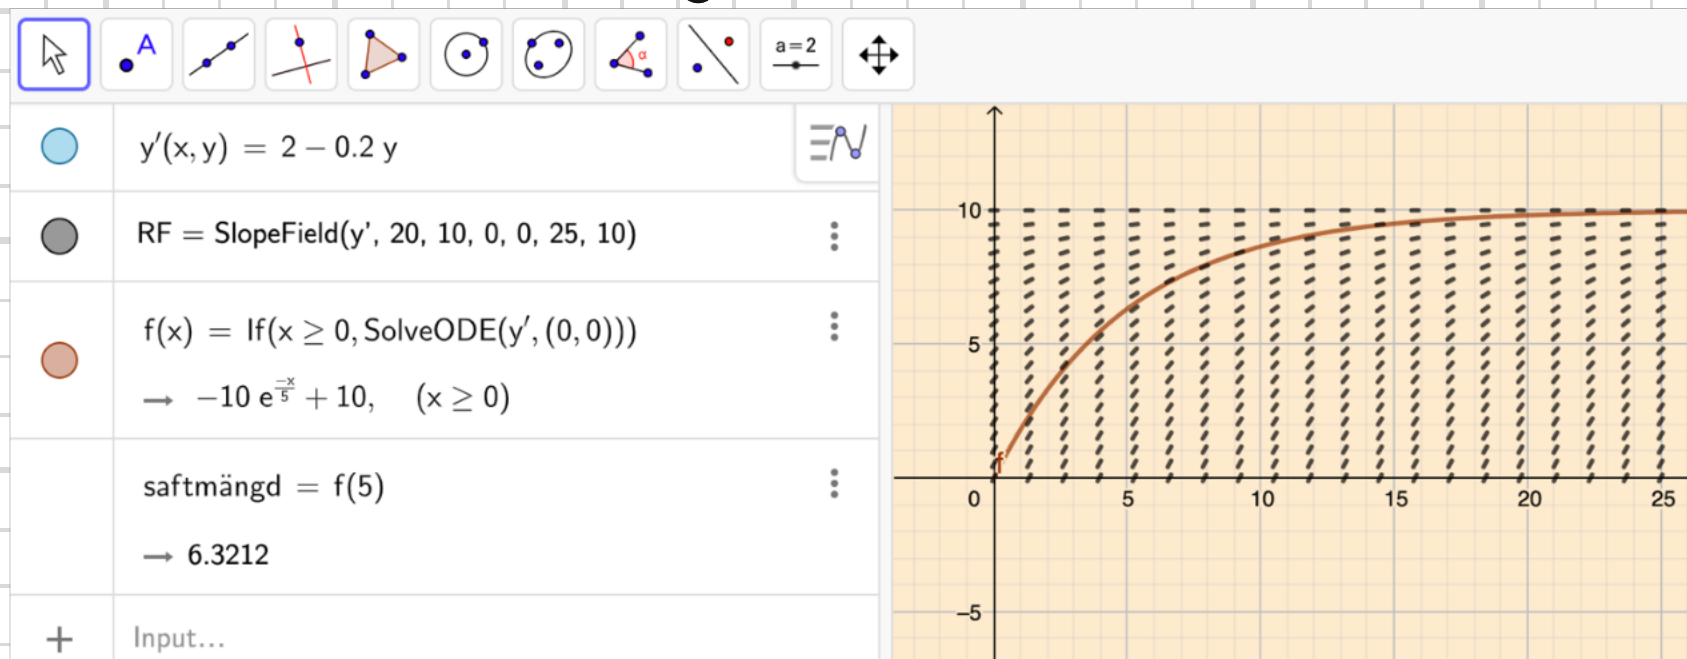 A
α
a=2
y′(x, y) = 2 − 0.2 y
RF = SlopeField(y', 20, 10, 0, 0, 25, 10)
f(x) = If(x ≥ 0, SolveODE(y′, (0, 0)))
→ −10 e^(−x/5) + 10, (x ≥ 0)
saftmängd = f(5)
→ 6.3212
+ Input...
10
5
f
0 5 10 15 20 25
−5